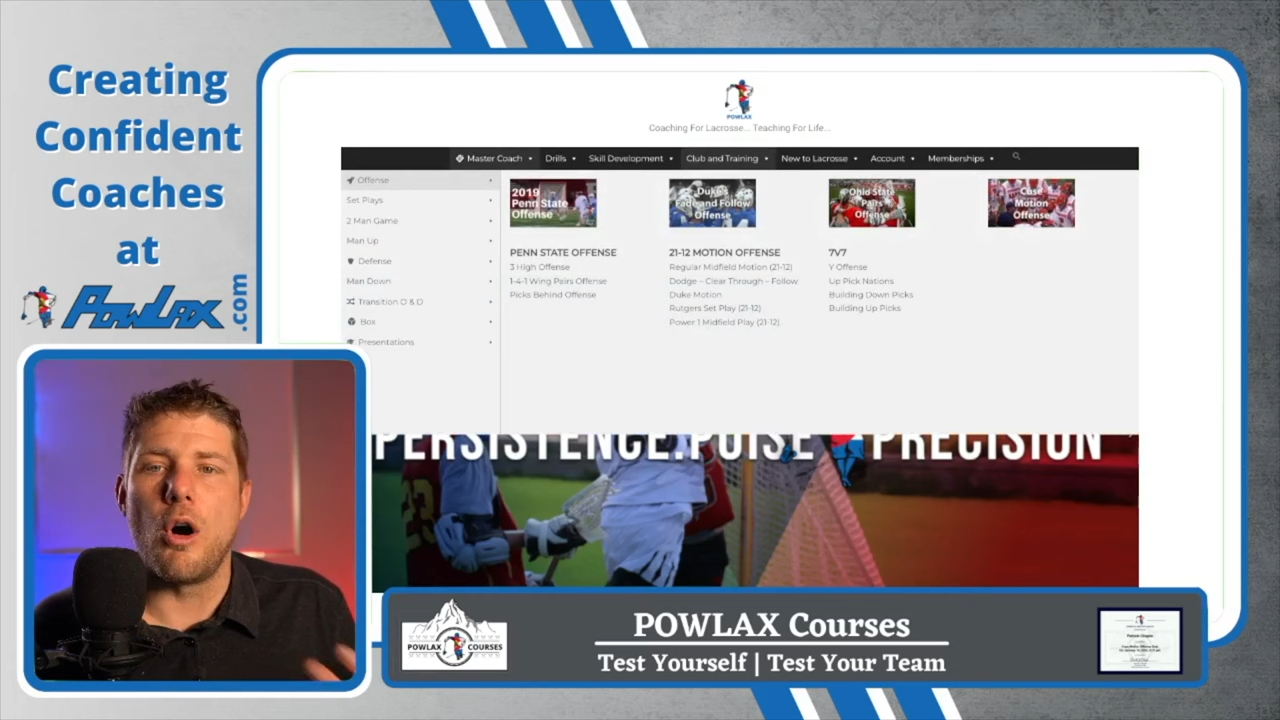 Creating
Confident
Coaches
at
POWLAX
.com
POWLAX
Coaching For Lacrosse... Teaching For Life...
Master Coach
Drills
Skill Development
Club and Training
New to Lacrosse
Account
Memberships
Offense
Set Plays
2 Man Game
Man Up
Defense
Man Down
Transition O & D
Box
Presentations
2019
Penn State
Offense
Duke's
Fade and Follow
Offense
Ohio State
Pairs
Offense
Cuse
Motion
Offense
PENN STATE OFFENSE
3 High Offense
1-4-1 Wing Pairs Offense
Picks Behind Offense
21-12 MOTION OFFENSE
Regular Midfield Motion (21-12)
Dodge – Clear Through – Follow
Duke Motion
Rutgers Set Play (21-12)
Power 1 Midfield Play (21-12)
7V7
Y Offense
Up Pick Nations
Building Down Picks
Building Up Picks
PERSISTENCE.POISE PRECISION
POWLAX COURSES
POWLAX Courses
Test Yourself | Test Your Team